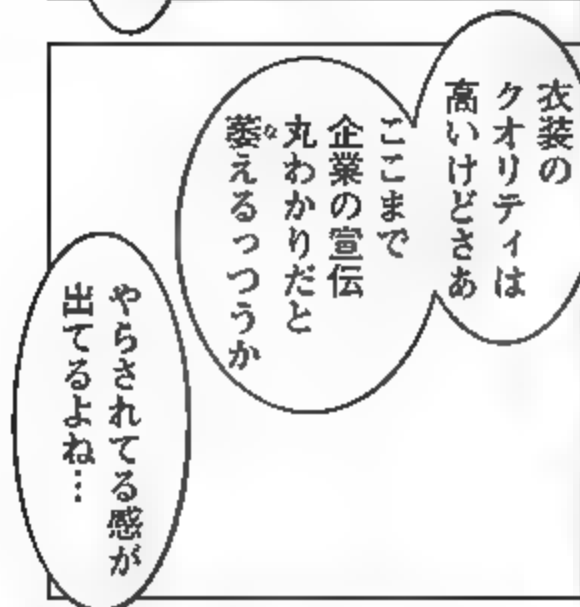 衣装の
クオリティは
高いけどさあ
ここまで
企業の宣伝
丸わかりだと
萎えるっつうか
な
やらされてる感が
出てるよね…